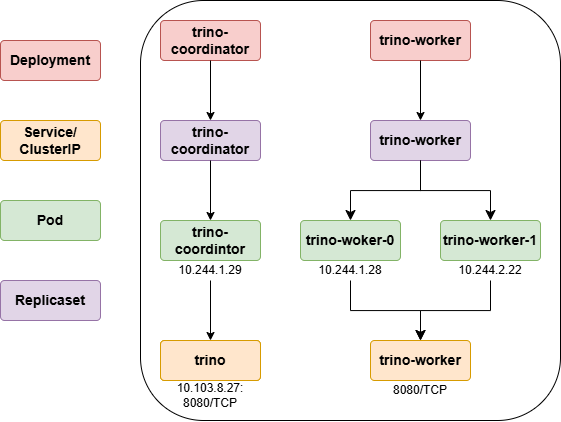 Deployment
Service/
ClusterIP
Pod
Replicaset
trino-
coordinator
trino-worker
trino-
coordinator
trino-worker
trino-
coordintor
10.244.1.29
trino-woker-0
10.244.1.28
trino-worker-1
10.244.2.22
trino
10.103.8.27:
8080/TCP
trino-worker
8080/TCP